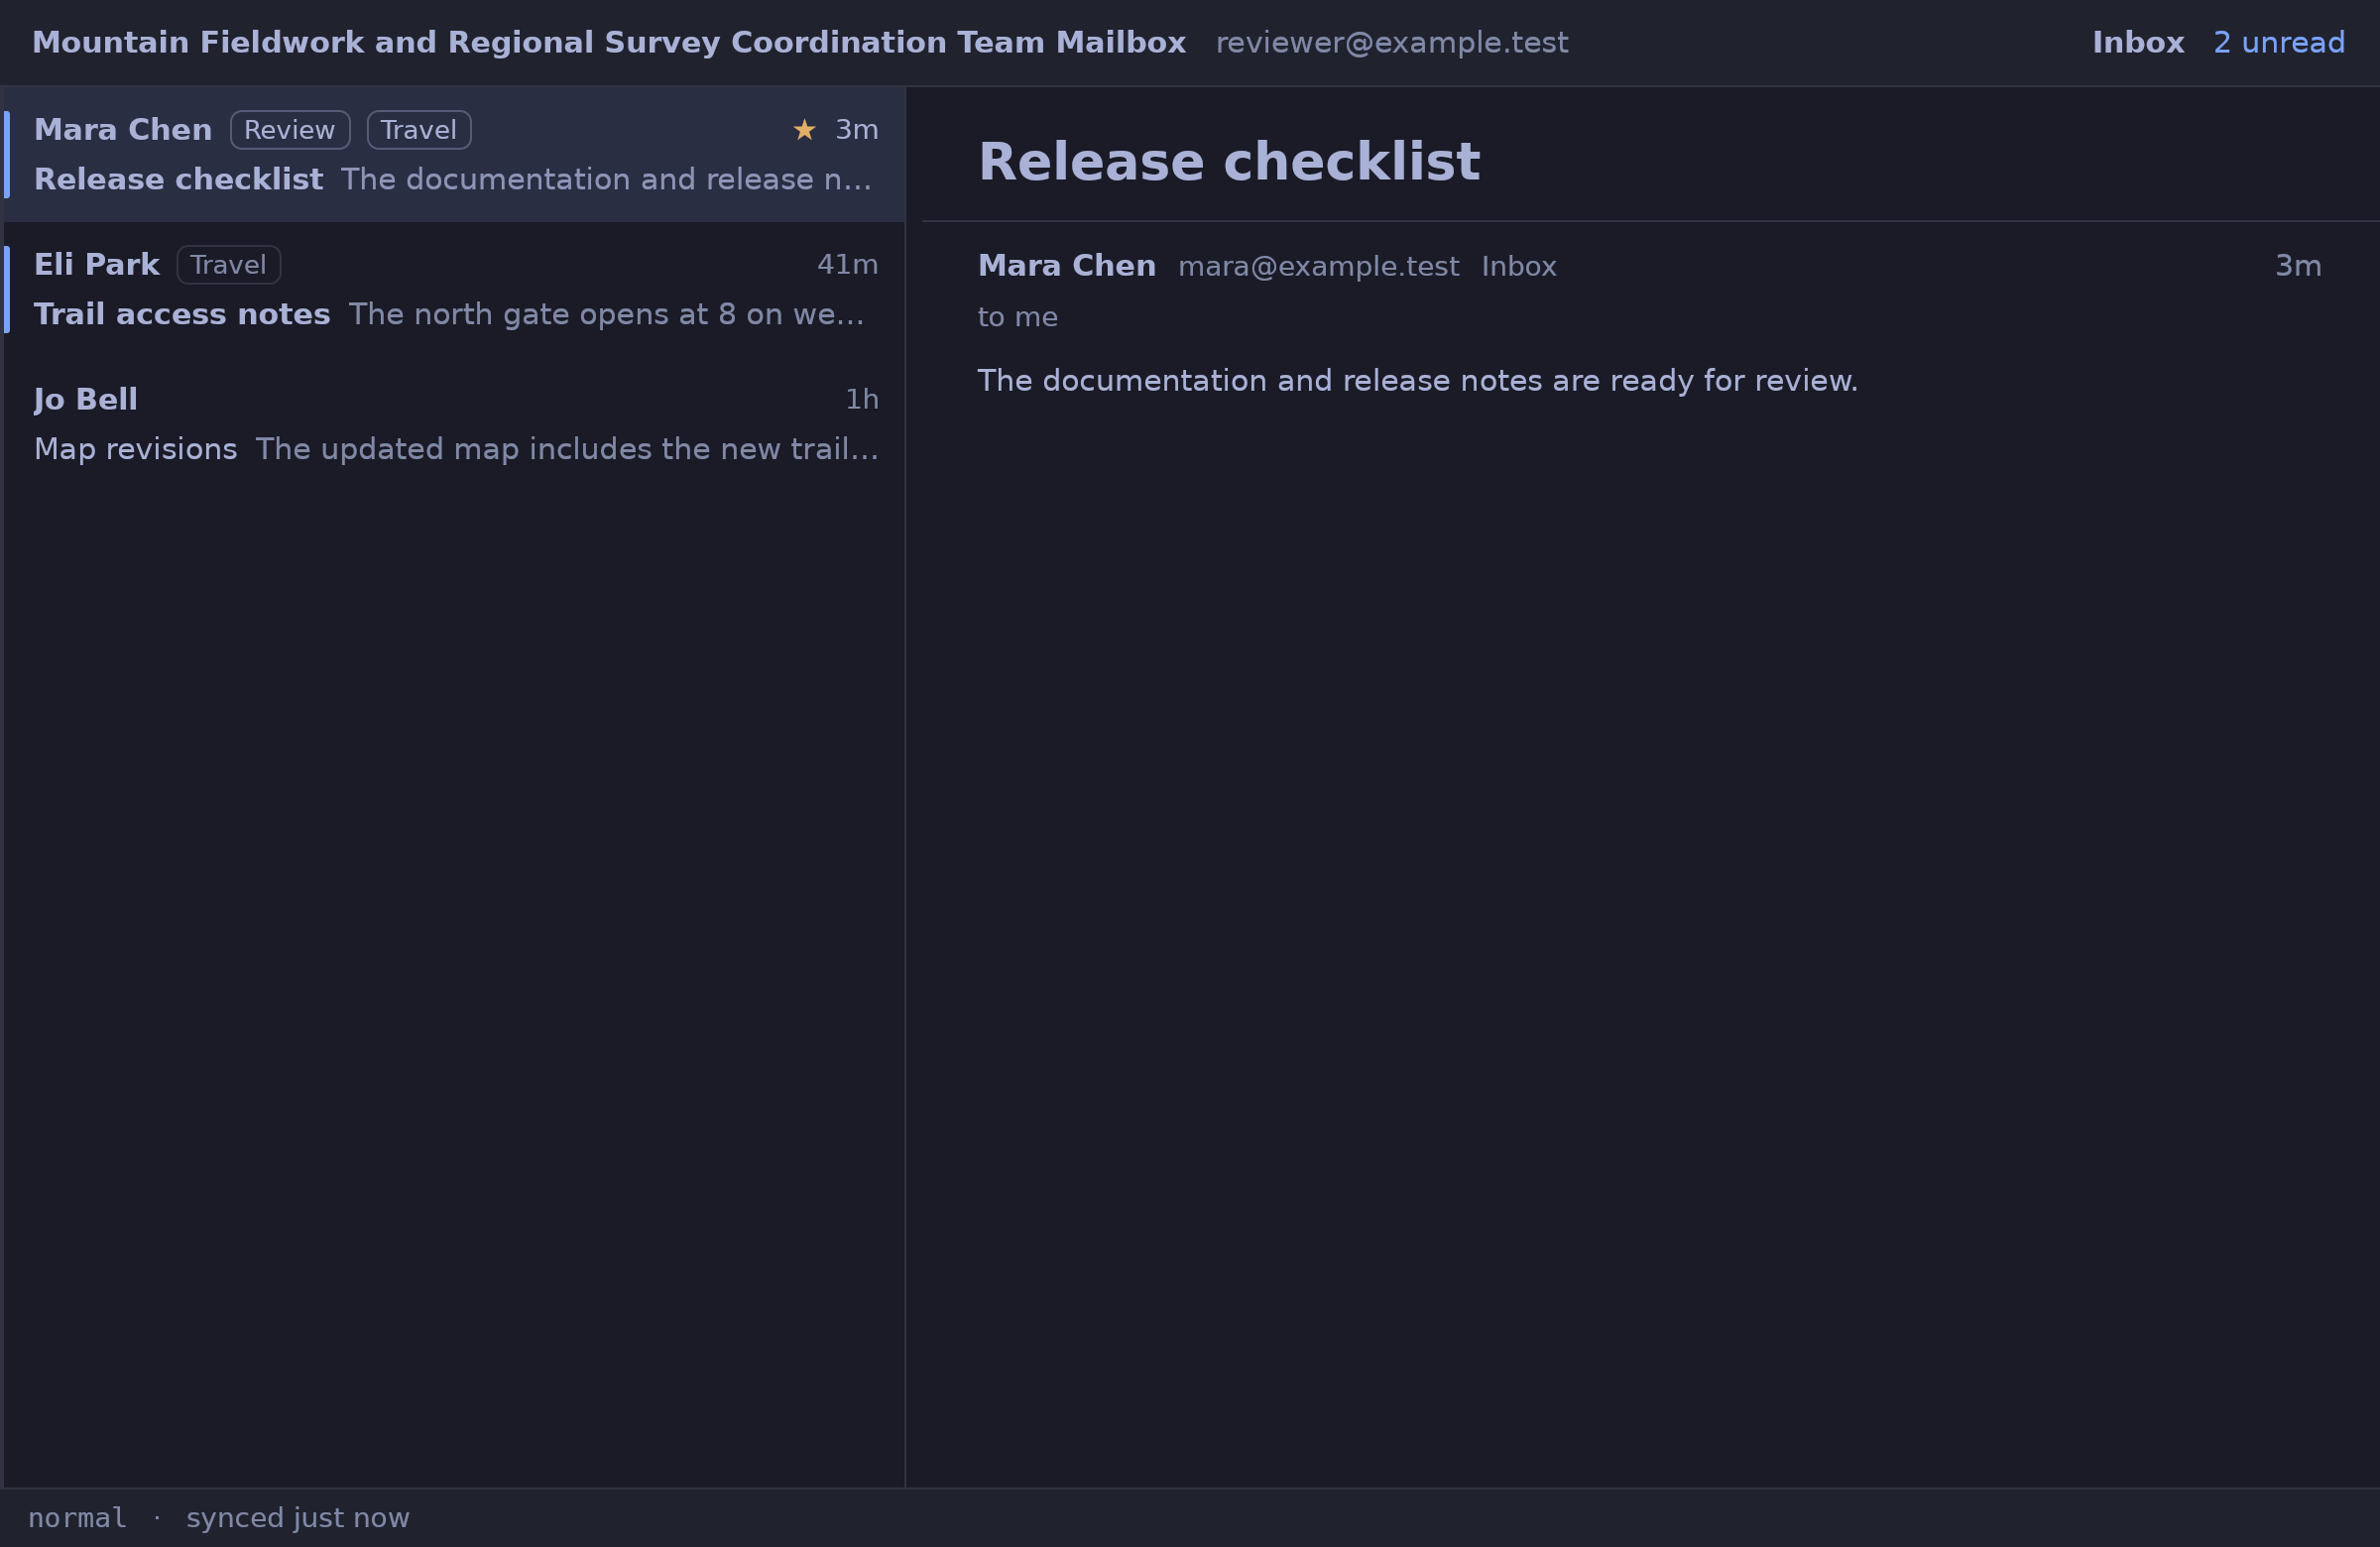 Mountain Fieldwork and Regional Survey Coordination Team Mailbox reviewer@example.test Inbox 2 unread
Mara Chen Review Travel ★ 3m
Release checklist The documentation and release n…
Eli Park Travel 41m
Trail access notes The north gate opens at 8 on we…
Jo Bell 1h
Map revisions The updated map includes the new trail…
Release checklist
Mara Chen mara@example.test Inbox 3m
to me
The documentation and release notes are ready for review.
normal · synced just now